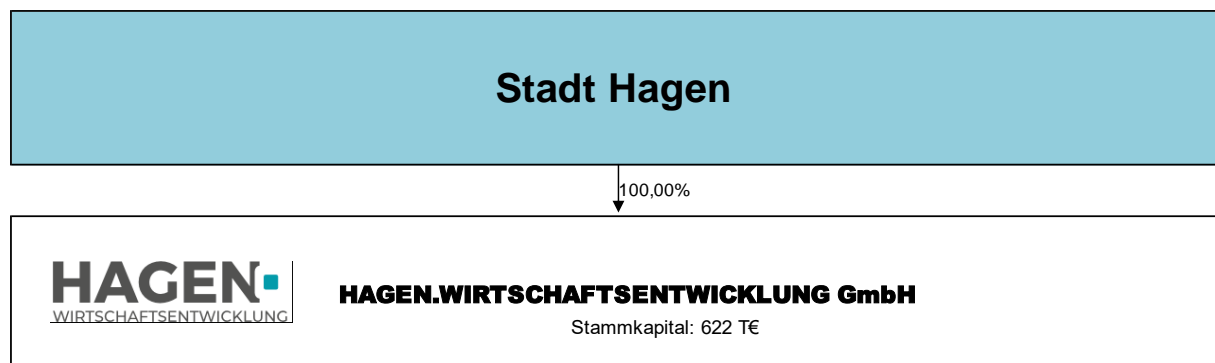 Stadt Hagen
100,00%
HAGEN
WIRTSCHAFTSENTWICKLUNG
HAGEN.WIRTSCHAFTSENTWICKLUNG GmbH
Stammkapital: 622 T€